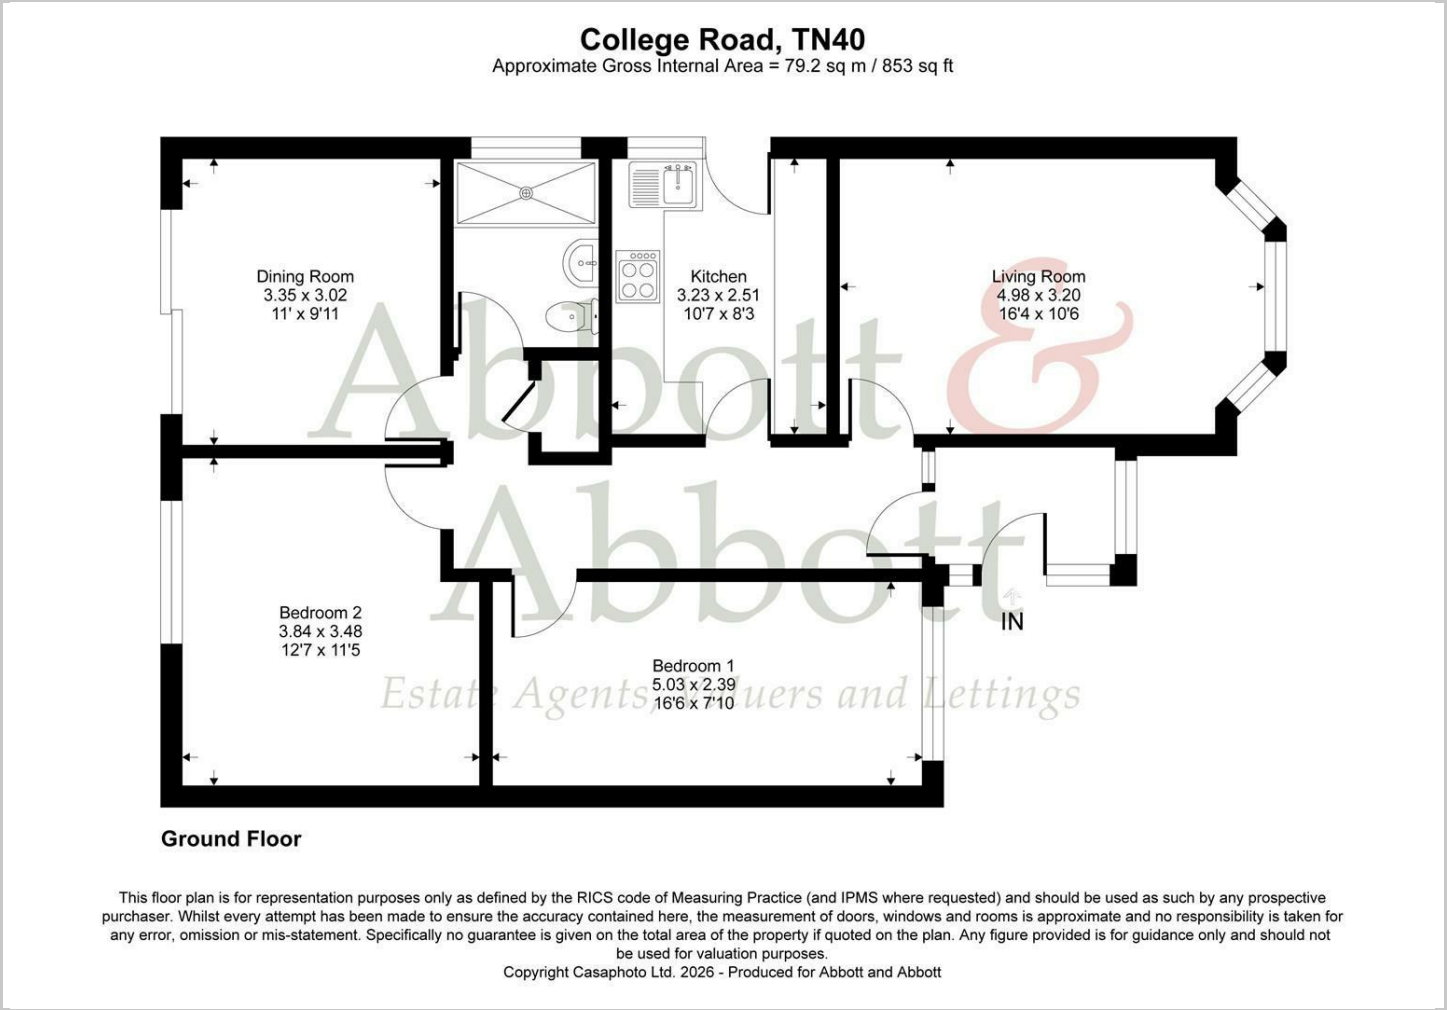 College Road, TN40
Approximate Gross Internal Area = 79.2 sq m / 853 sq ft
Dining Room
3.35 x 3.02
11' x 9'11
Kitchen
3.23 x 2.51
10'7 x 8'3
Living Room
4.98 x 3.20
16'4 x 10'6
Abbott &
Abbott
Estate Agents, Valuers and Lettings
Bedroom 2
3.84 x 3.48
12'7 x 11'5
Bedroom 1
5.03 x 2.39
16'6 x 7'10
IN
Ground Floor
This floor plan is for representation purposes only as defined by the RICS code of Measuring Practice (and IPMS where requested) and should be used as such by any prospective
purchaser. Whilst every attempt has been made to ensure the accuracy contained here, the measurement of doors, windows and rooms is approximate and no responsibility is taken for
any error, omission or mis-statement. Specifically no guarantee is given on the total area of the property if quoted on the plan. Any figure provided is for guidance only and should not
be used for valuation purposes.
Copyright Casaphoto Ltd. 2026 - Produced for Abbott and Abbott